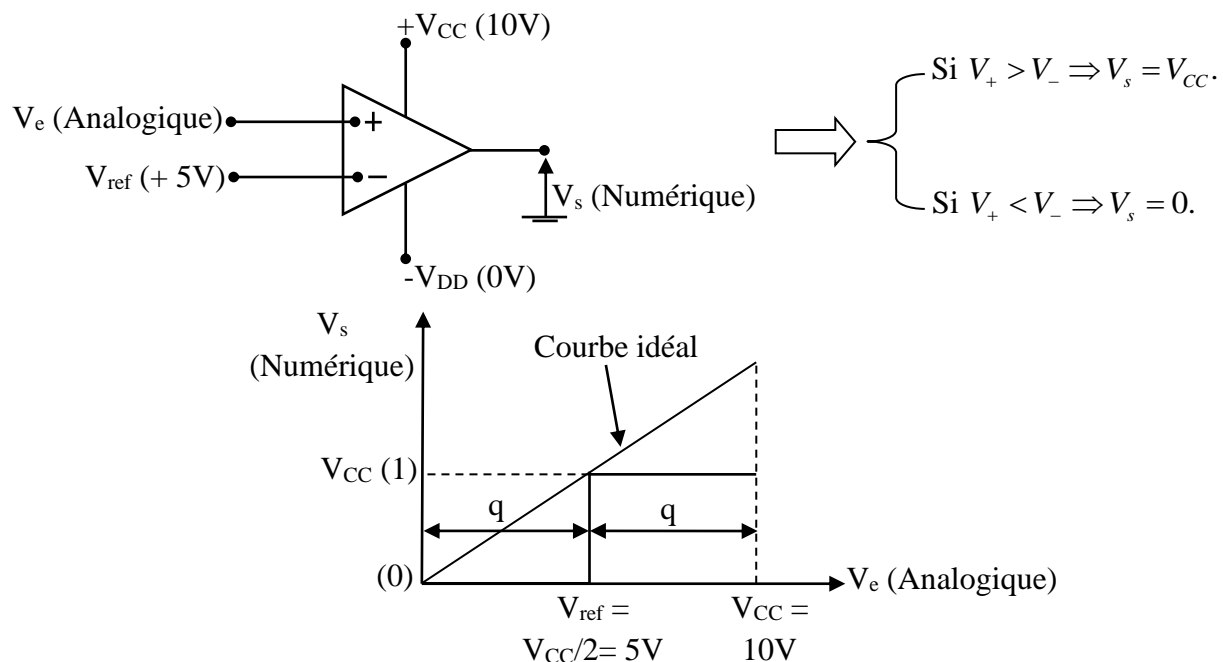 +V_CC (10V)
V_e (Analogique)
+
V_ref (+ 5V)
−
V_s (Numérique)
-V_DD (0V)
Si V_+ > V_− ⇒ V_s = V_CC.
Si V_+ < V_− ⇒ V_s = 0.
V_s
(Numérique)
Courbe idéal
V_CC (1)
q
q
(0)
V_e (Analogique)
V_ref =
V_CC/2= 5V
V_CC =
10V